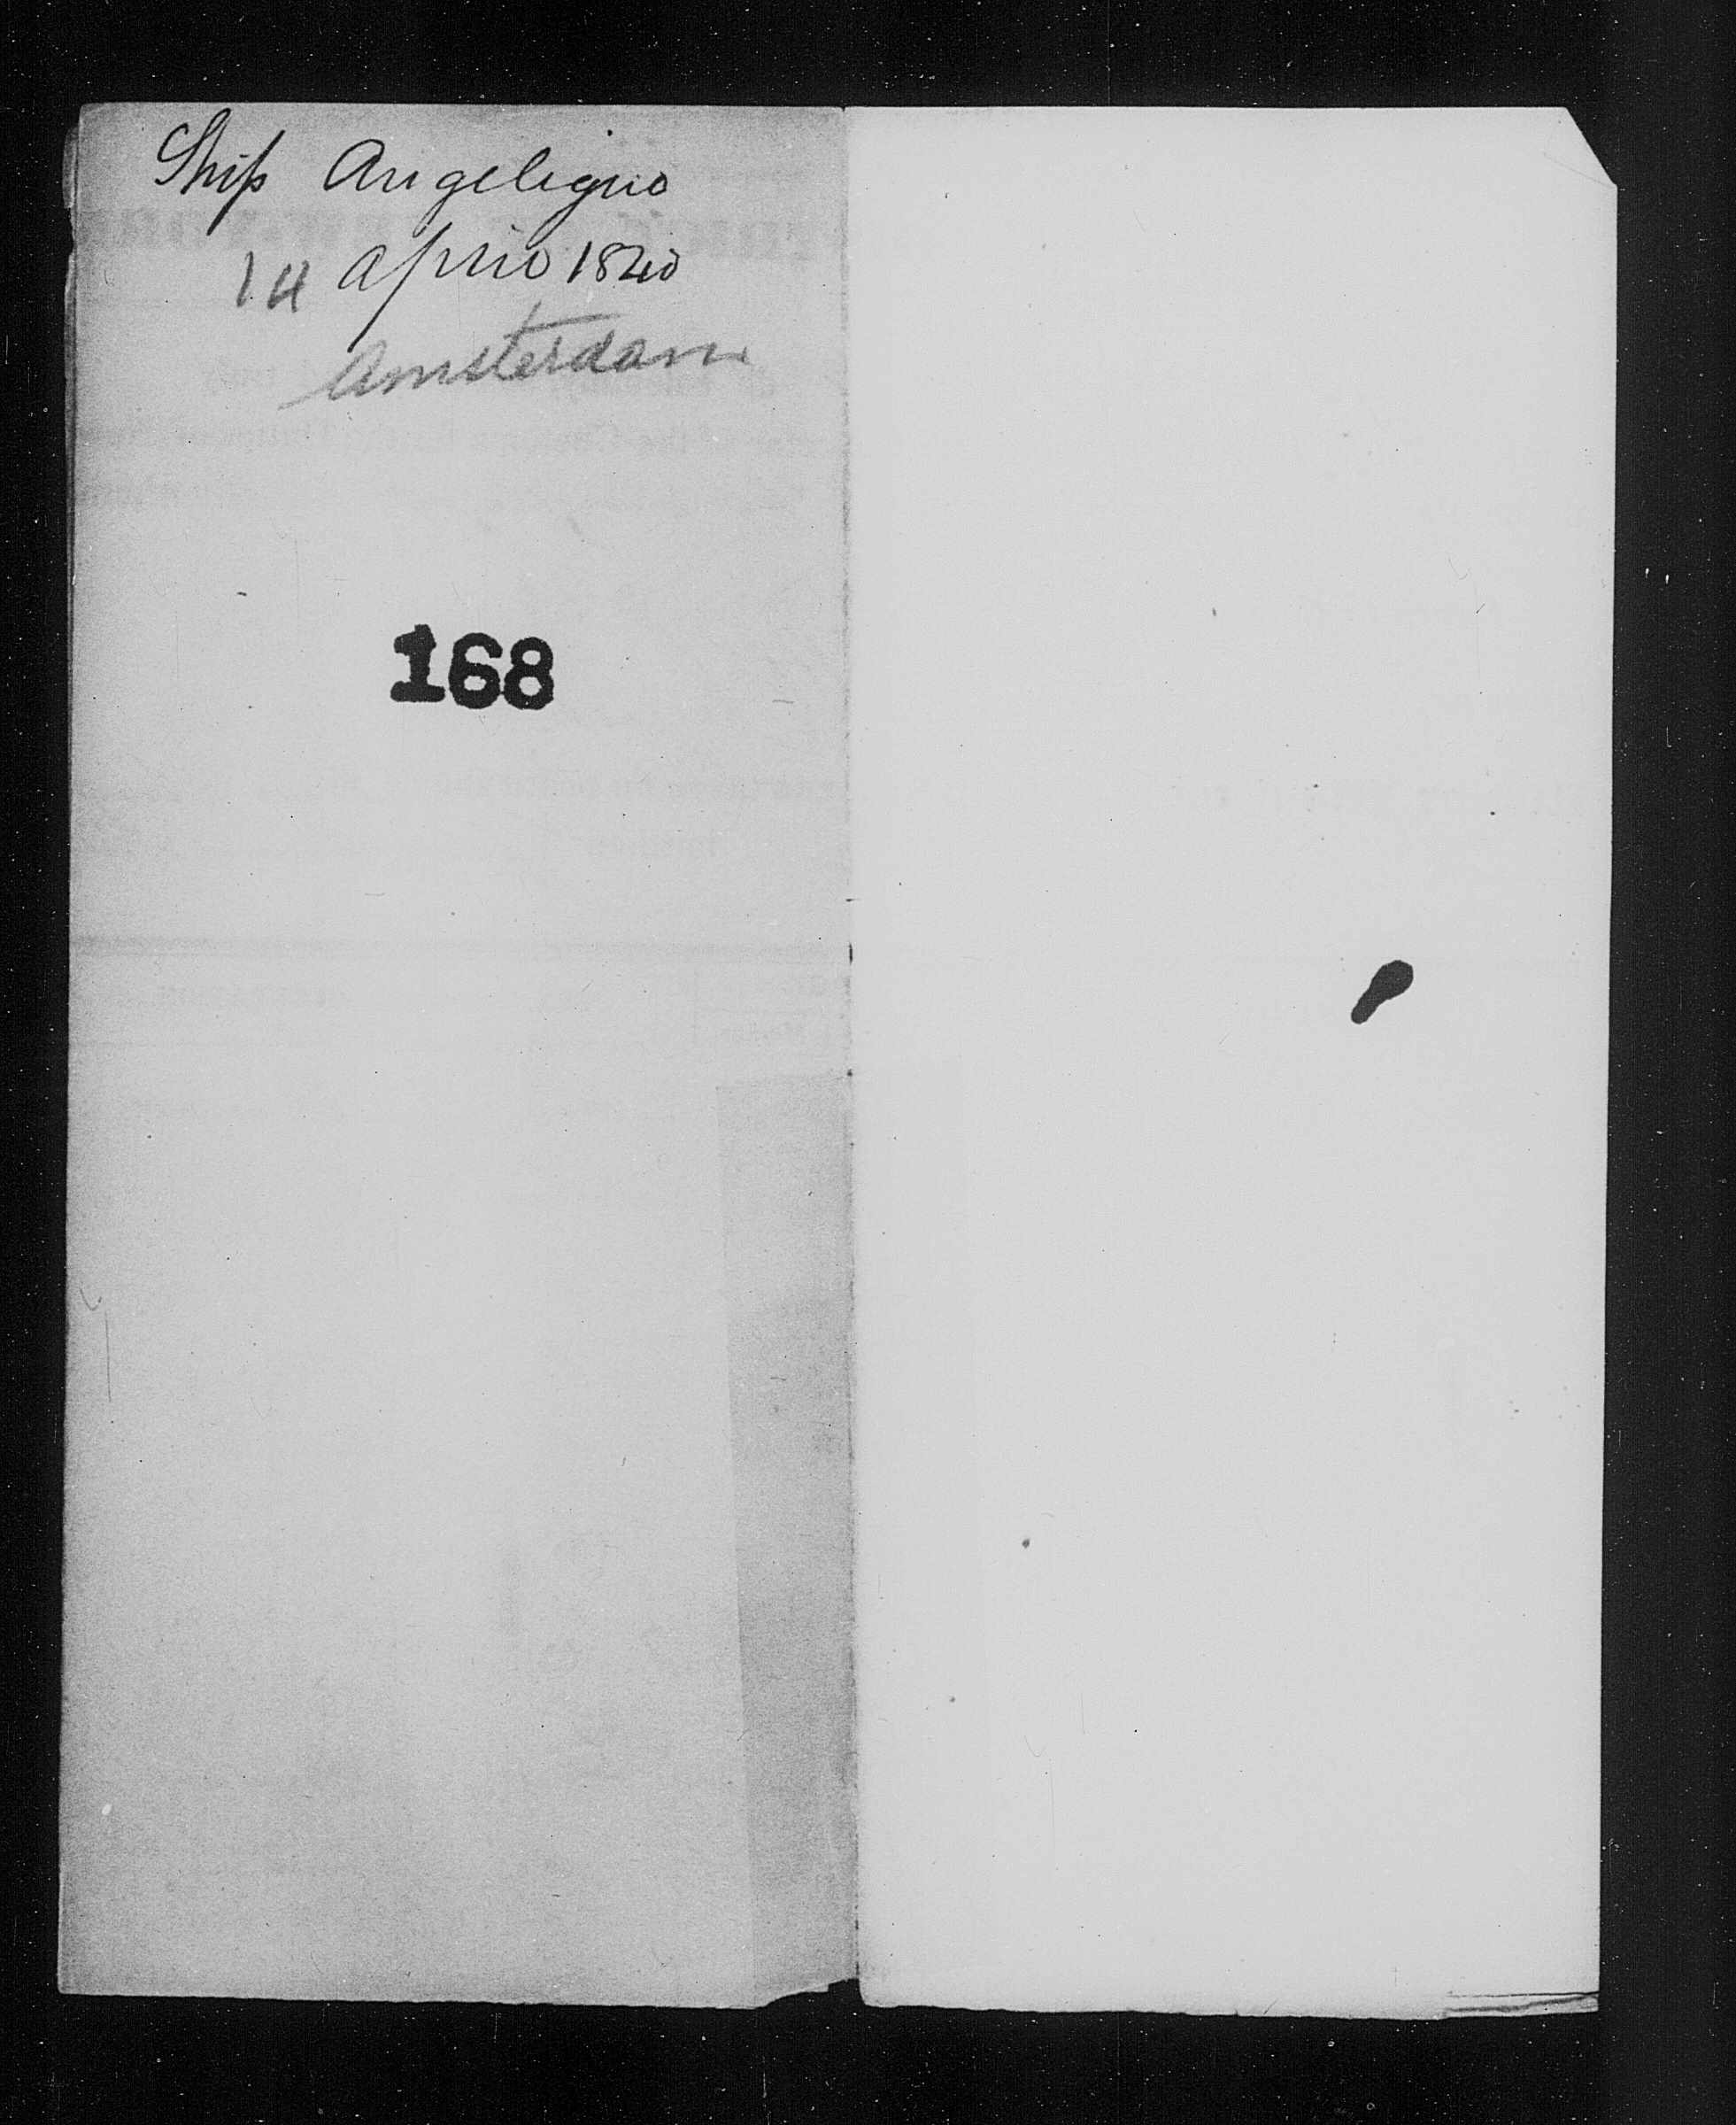 Ship Angelique
14 April 1840
Amsterdam
168